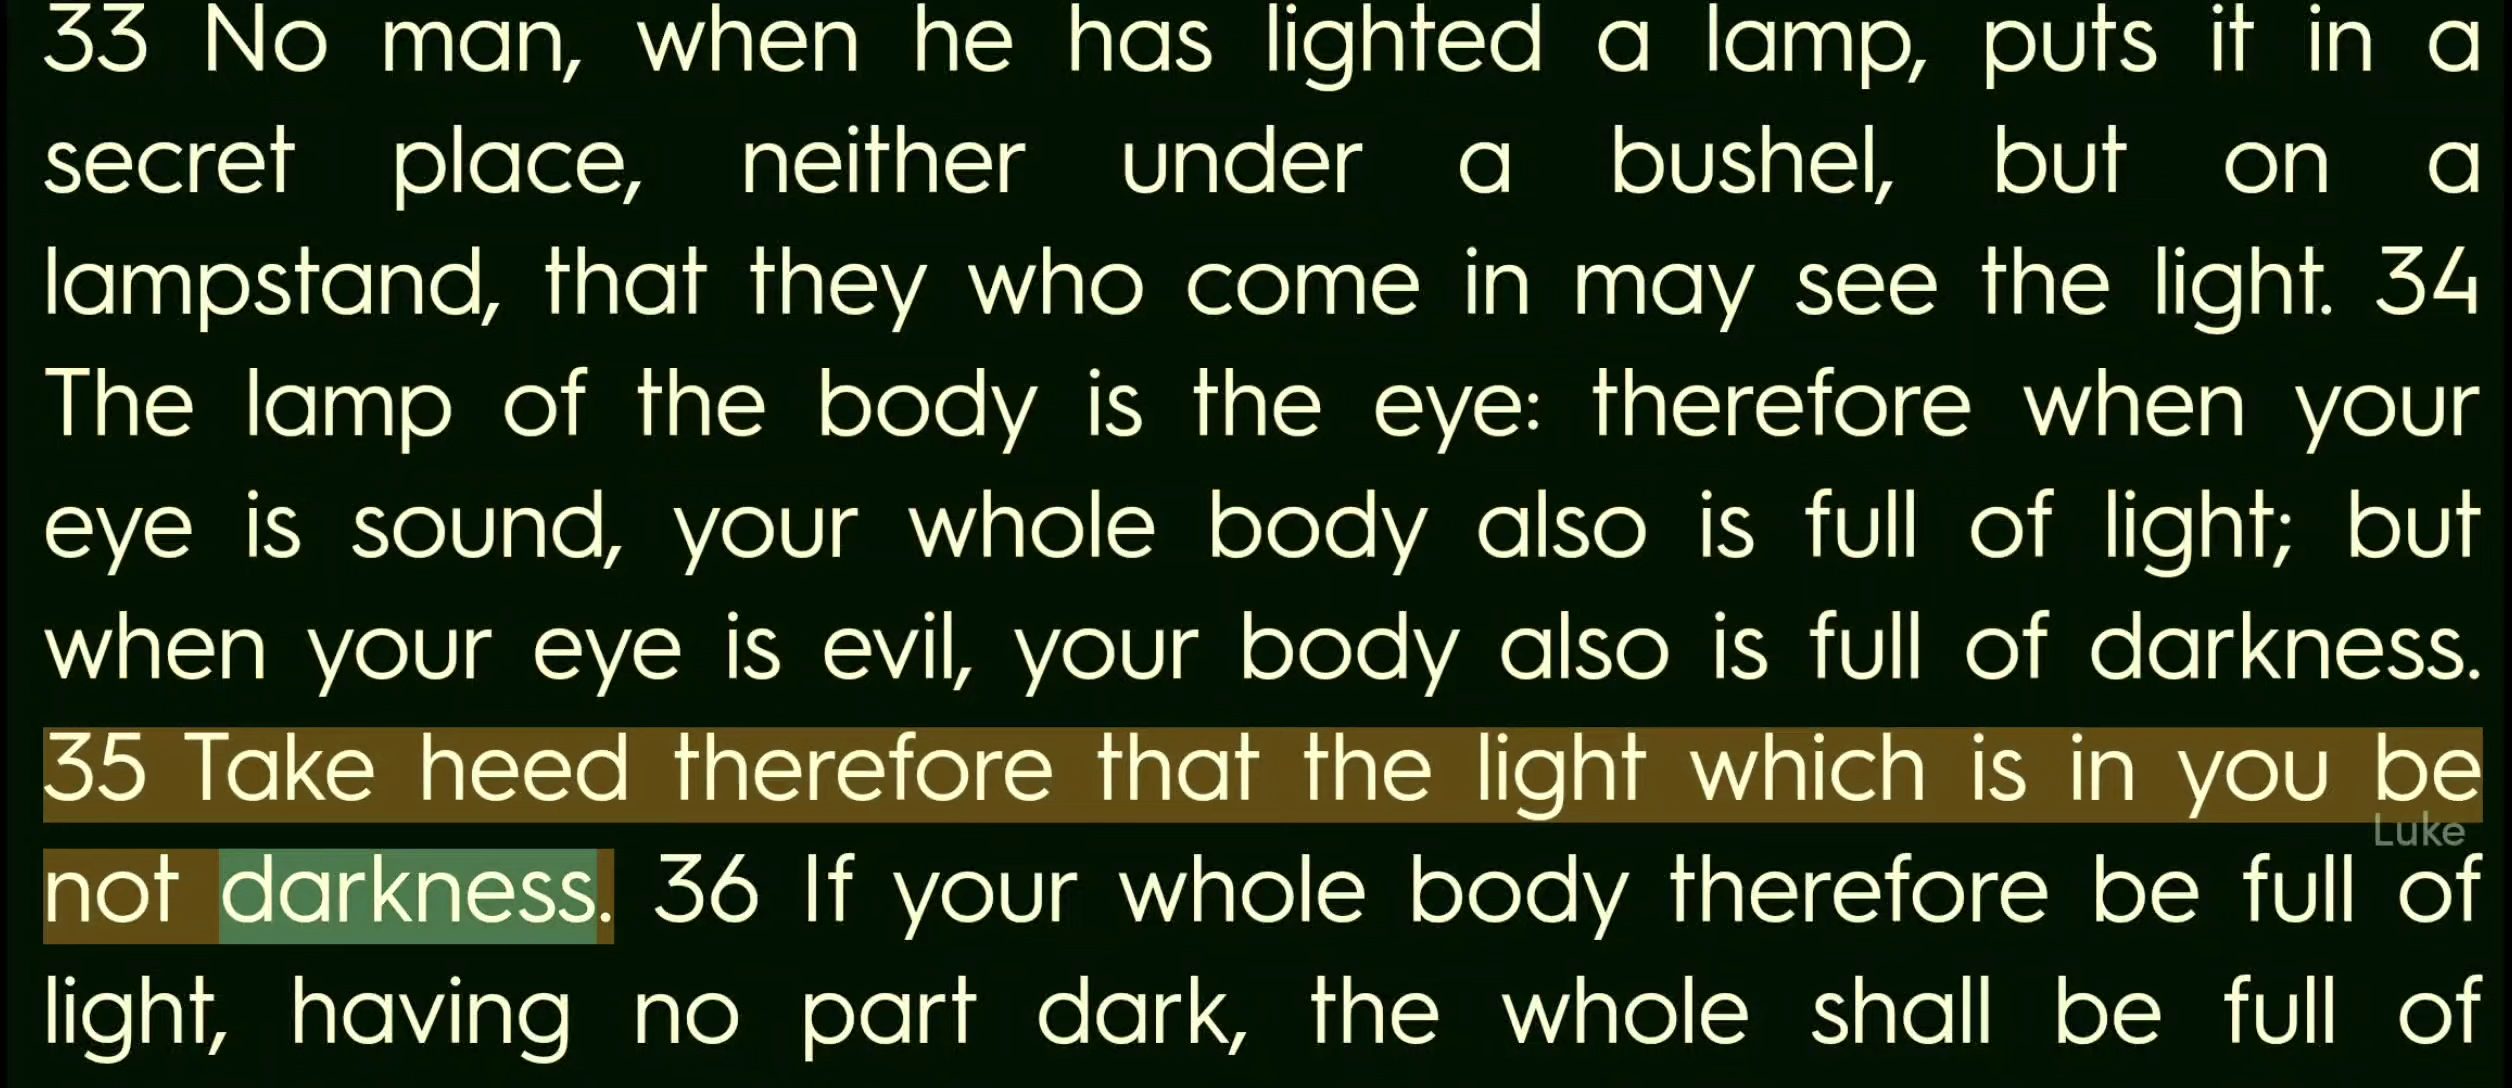 33 No man, when he has lighted a lamp, puts it in a
secret place, neither under a bushel, but on a
lampstand, that they who come in may see the light. 34
The lamp of the body is the eye: therefore when your
eye is sound, your whole body also is full of light; but
when your eye is evil, your body also is full of darkness.
35 Take heed therefore that the light which is in you be
Luke
not darkness. 36 If your whole body therefore be full of
light, having no part dark, the whole shall be full of